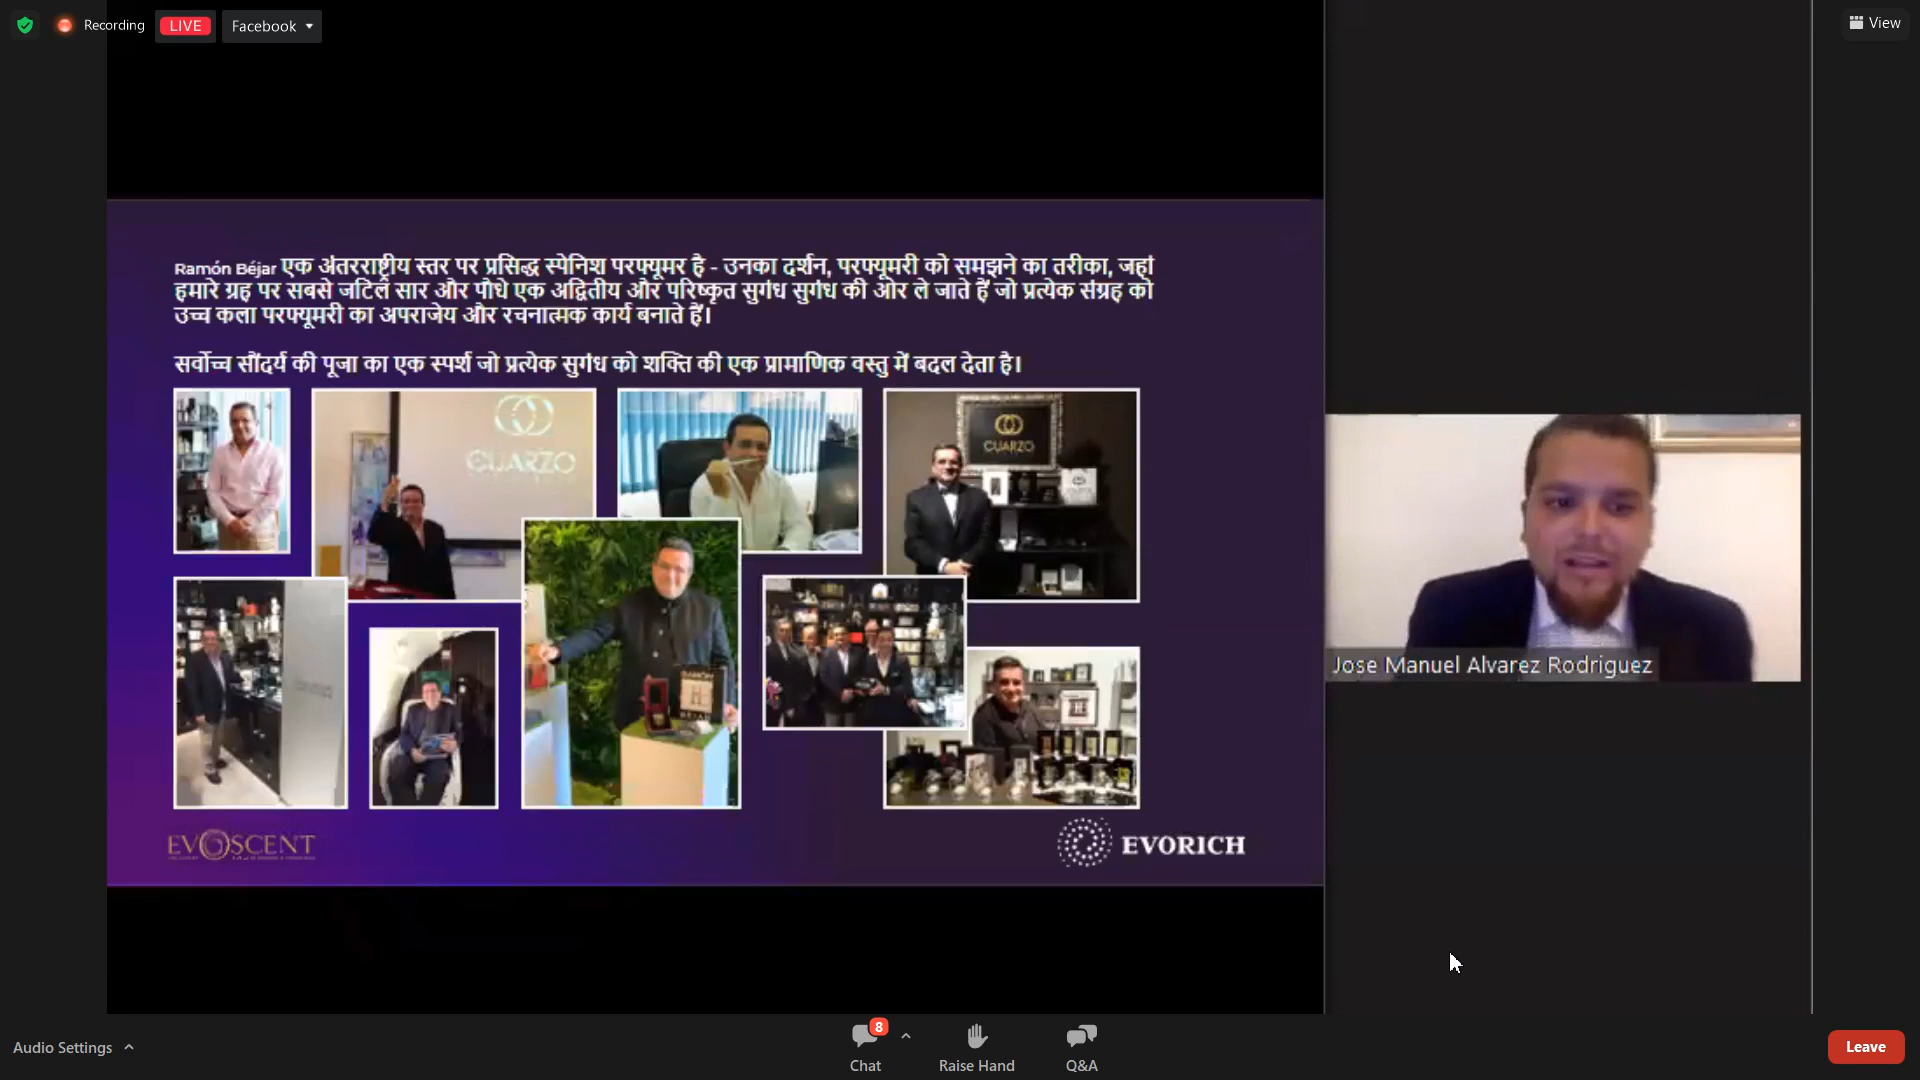 Recording
LIVE
Facebook
View
Ramón Béjar एक अंतरराष्ट्रीय स्तर पर प्रसिद्ध स्पेनिश परफ्यूमर है - उनका दर्शन, परफ्यूमरी को समझने का तरीका, जहां
हमारे ग्रह पर सबसे जटिल सार और पौधे एक अद्वितीय और परिष्कृत सुगंध सुगंध की ओर ले जाते हैं जो प्रत्येक संग्रह को
उच्च कला परफ्यूमरी का अपराजेय और रचनात्मक कार्य बनाते हैं।
सर्वोच्च सौंदर्य की पूजा का एक स्पर्श जो प्रत्येक सुगंध को शक्ति की एक प्रामाणिक वस्तु में बदल देता है।
CUARZO
CUARZO
RAMÓN
BEJAR
Jose Manuel Alvarez Rodriguez
EVOSCENT
EVORICH
Audio Settings
8
Chat
Raise Hand
Q&A
Leave